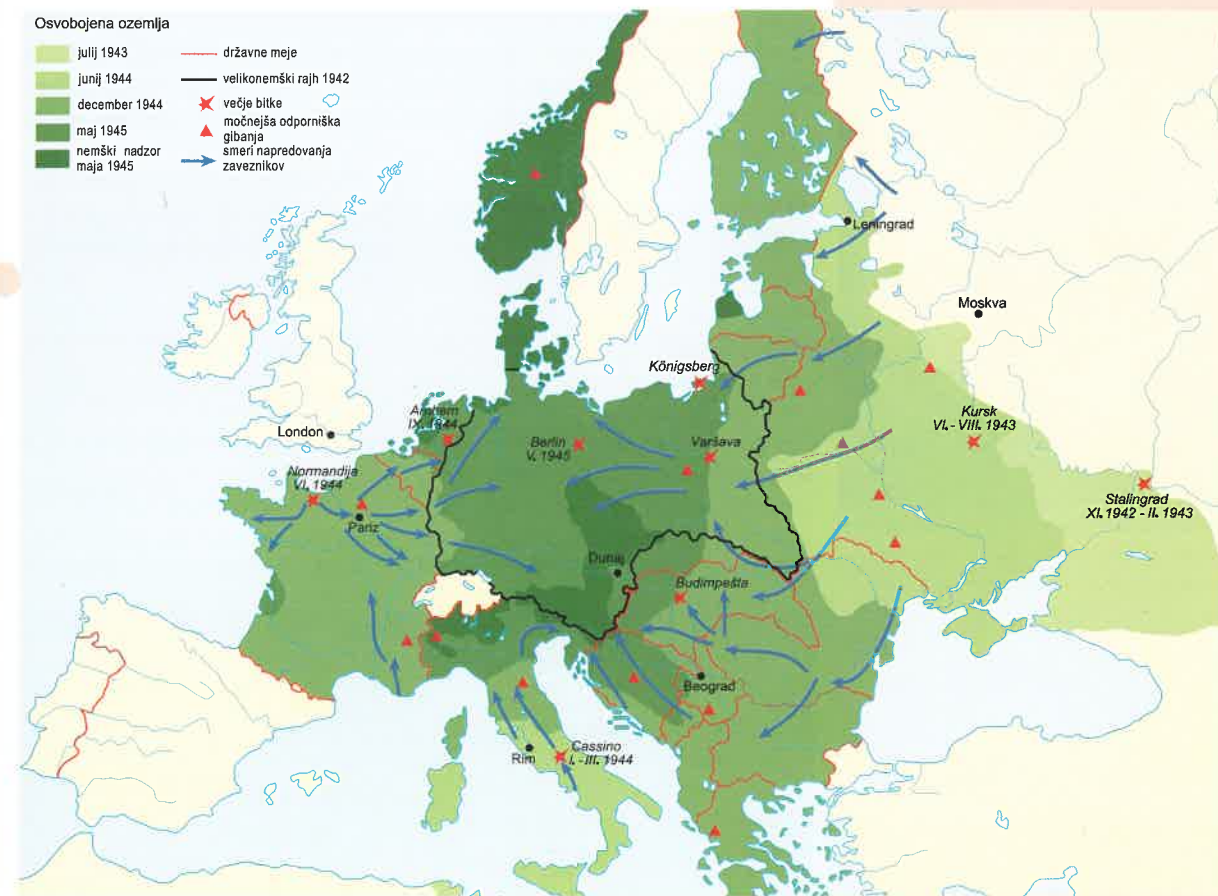 Osvobojena ozemlja
julij 1943
junij 1944
december 1944
maj 1945
nemški nadzor
maja 1945
državne meje
velikonemški rajh 1942
večje bitke
močnejša odporniška
gibanja
smeri napredovanja
zaveznikov
Leningrad
Moskva
Königsberg
Arnhem
IX. 1944
Kursk
VI. - VIII. 1943
London
Berlin
V. 1945
Varšava
Normandija
VI. 1944
Stalingrad
XI. 1942 - II. 1943
Pariz
Dunaj
Budimpešta
Beograd
Rim
Cassino
I. - III. 1944